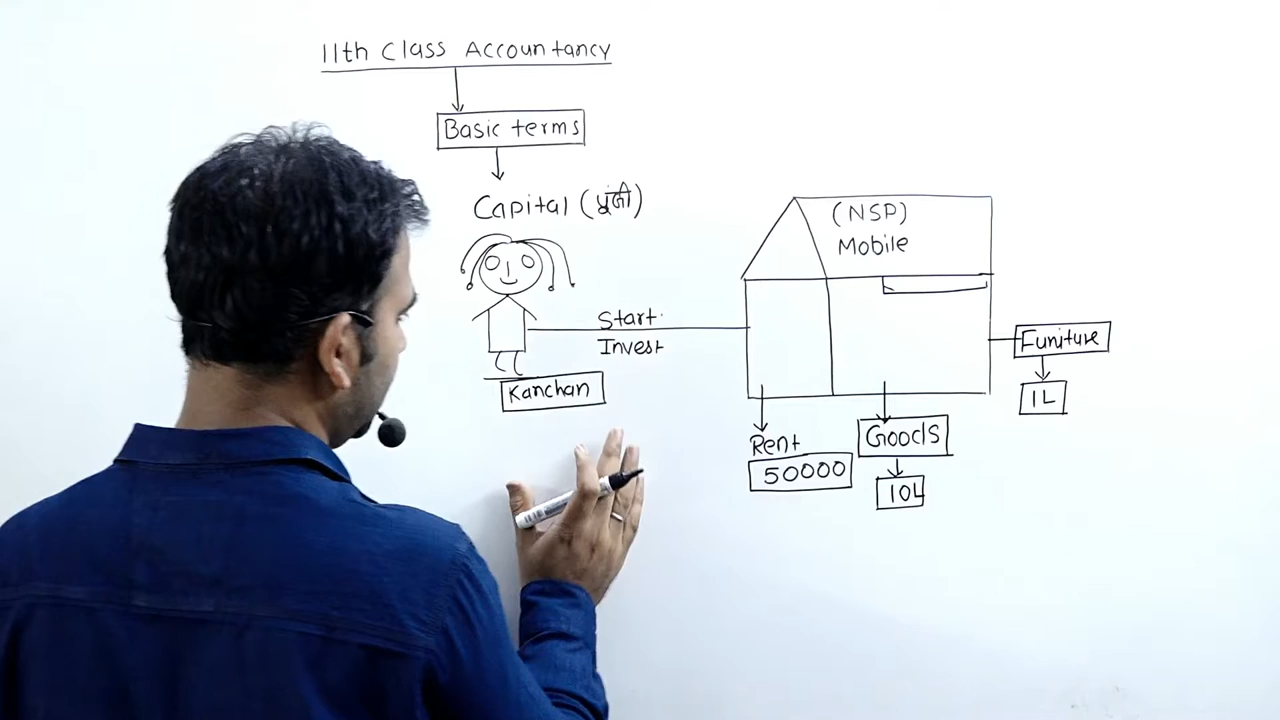 11th Class Accountancy
Basic terms
Capital (पूंजी)
(NSP)
Mobile
Start.
Invest
Kanchan
Funiture
1L
Rent
50000
Goods
10L